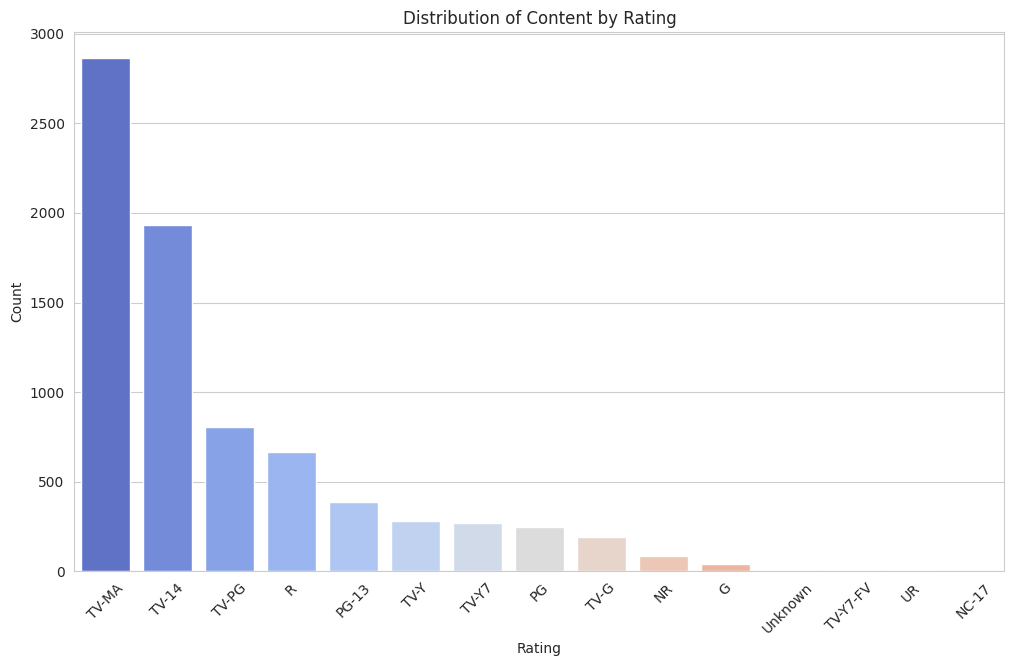 Distribution of Content by Rating
3000
2500
2000
1500
1000
500
0
Count
TV-MA
TV-14
TV-PG
R
PG-13
TV-Y
TV-Y7
PG
TV-G
NR
G
Unknown
TV-Y7-FV
UR
NC-17
Rating